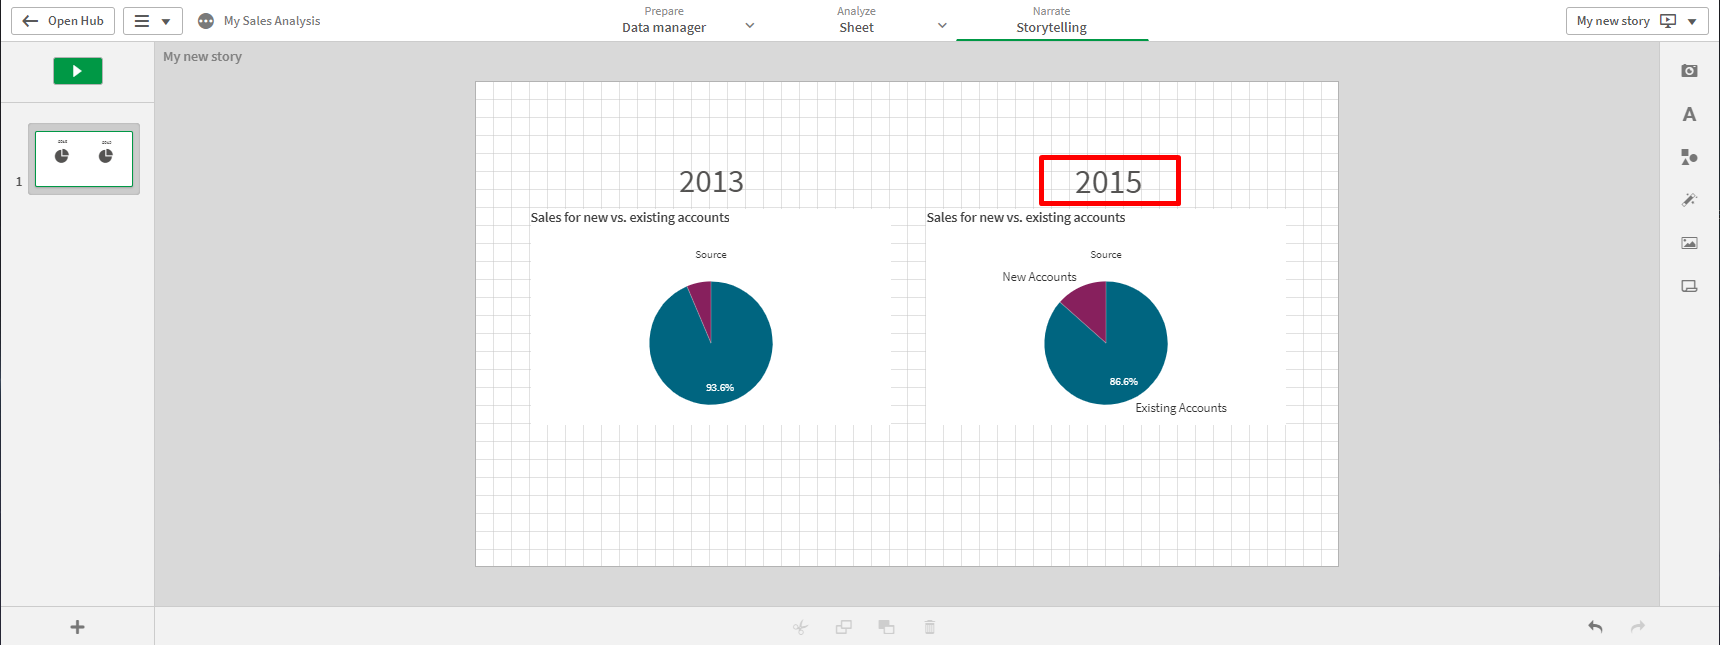 Open Hub
My Sales Analysis
Prepare
Data manager
Analyze
Sheet
Narrate
Storytelling
My new story
My new story
1
2013
2015
Sales for new vs. existing accounts
Source
93.6%
Sales for new vs. existing accounts
Source
New Accounts
86.6%
Existing Accounts
A